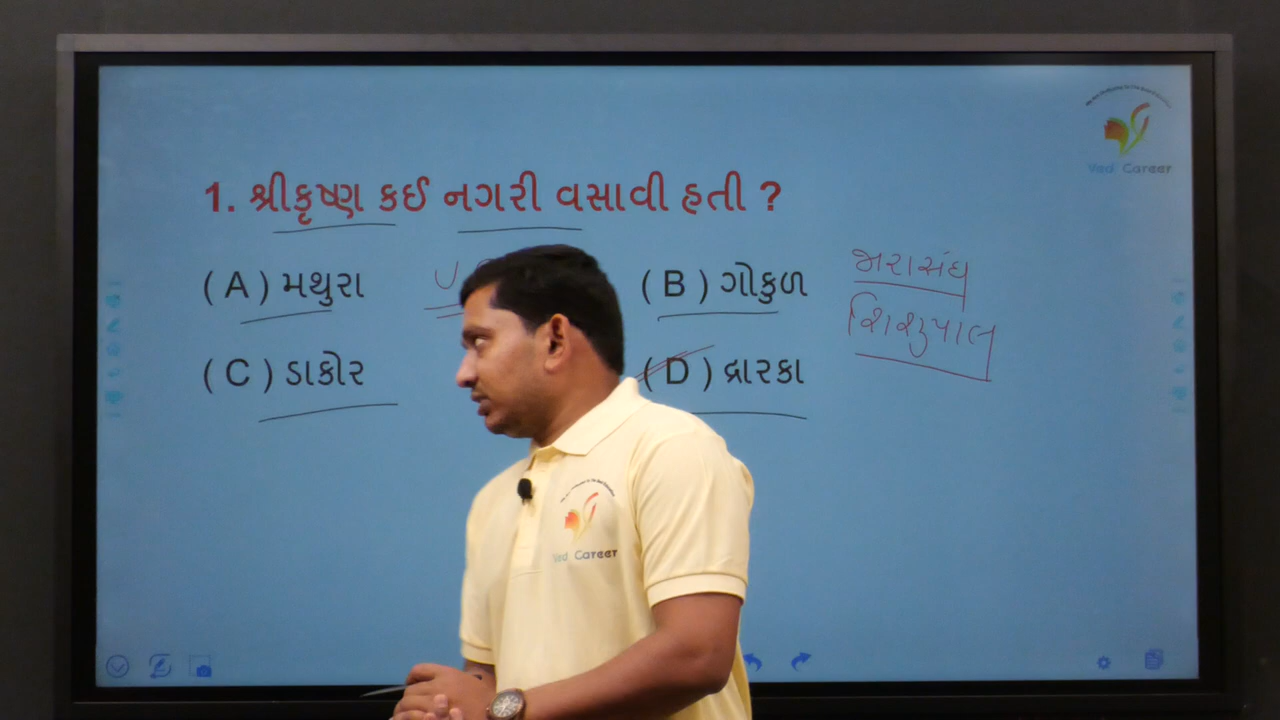 Ved Career
1. શ્રીકૃષ્ણ કઈ નગરી વસાવી હતી ?
( A ) મથુરા
( B ) ગોકુળ
જરાસંઘ
શિશુપાલ
( C ) ડાકોર
( D ) દ્રારકા
Ved Career